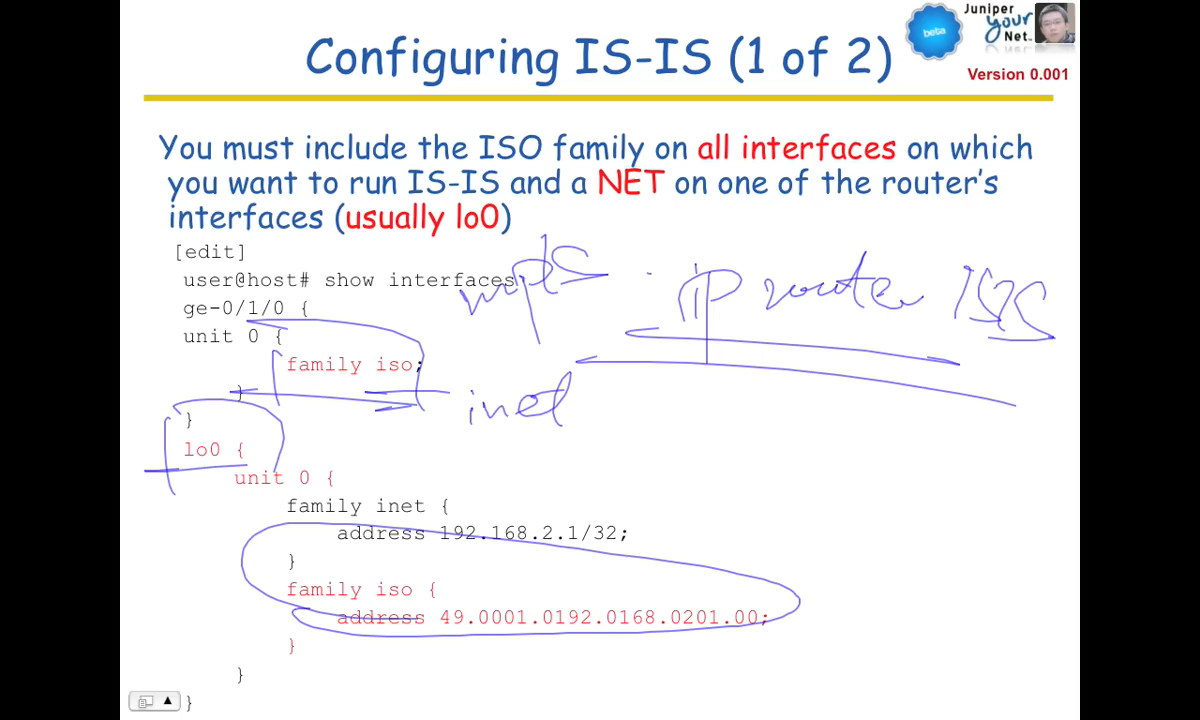 Juniper
your
Net
beta
Version 0.001
Configuring IS-IS (1 of 2)
You must include the ISO family on all interfaces on which
you want to run IS-IS and a NET on one of the router's
interfaces (usually lo0)
[edit]
user@host# show interfaces
mpls
ip router ISIS
ge-0/1/0 {
unit 0 {
family iso;
}
inet
}
lo0 {
unit 0 {
family inet {
address 192.168.2.1/32;
}
family iso {
address 49.0001.0192.0168.0201.00;
}
}
}